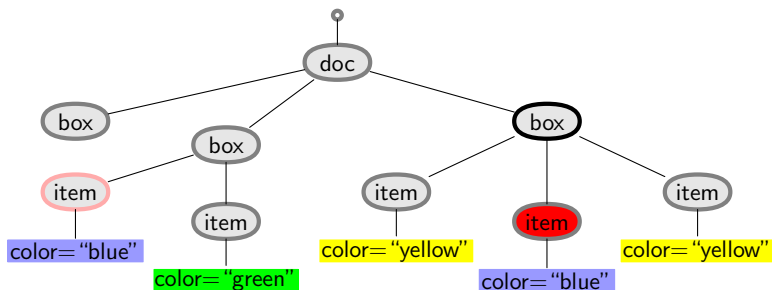 doc
box
box
box
item
item
item
item
item
color=“blue”
color=“green”
color=“yellow”
color=“blue”
color=“yellow”